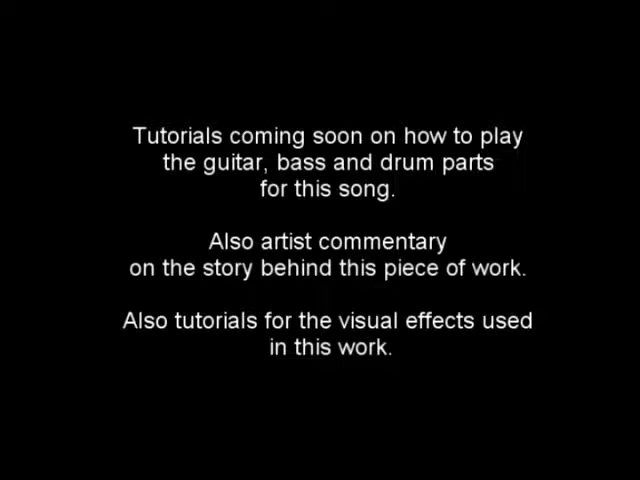 Tutorials coming soon on how to play
the guitar, bass and drum parts
for this song.
Also artist commentary
on the story behind this piece of work.
Also tutorials for the visual effects used
in this work.